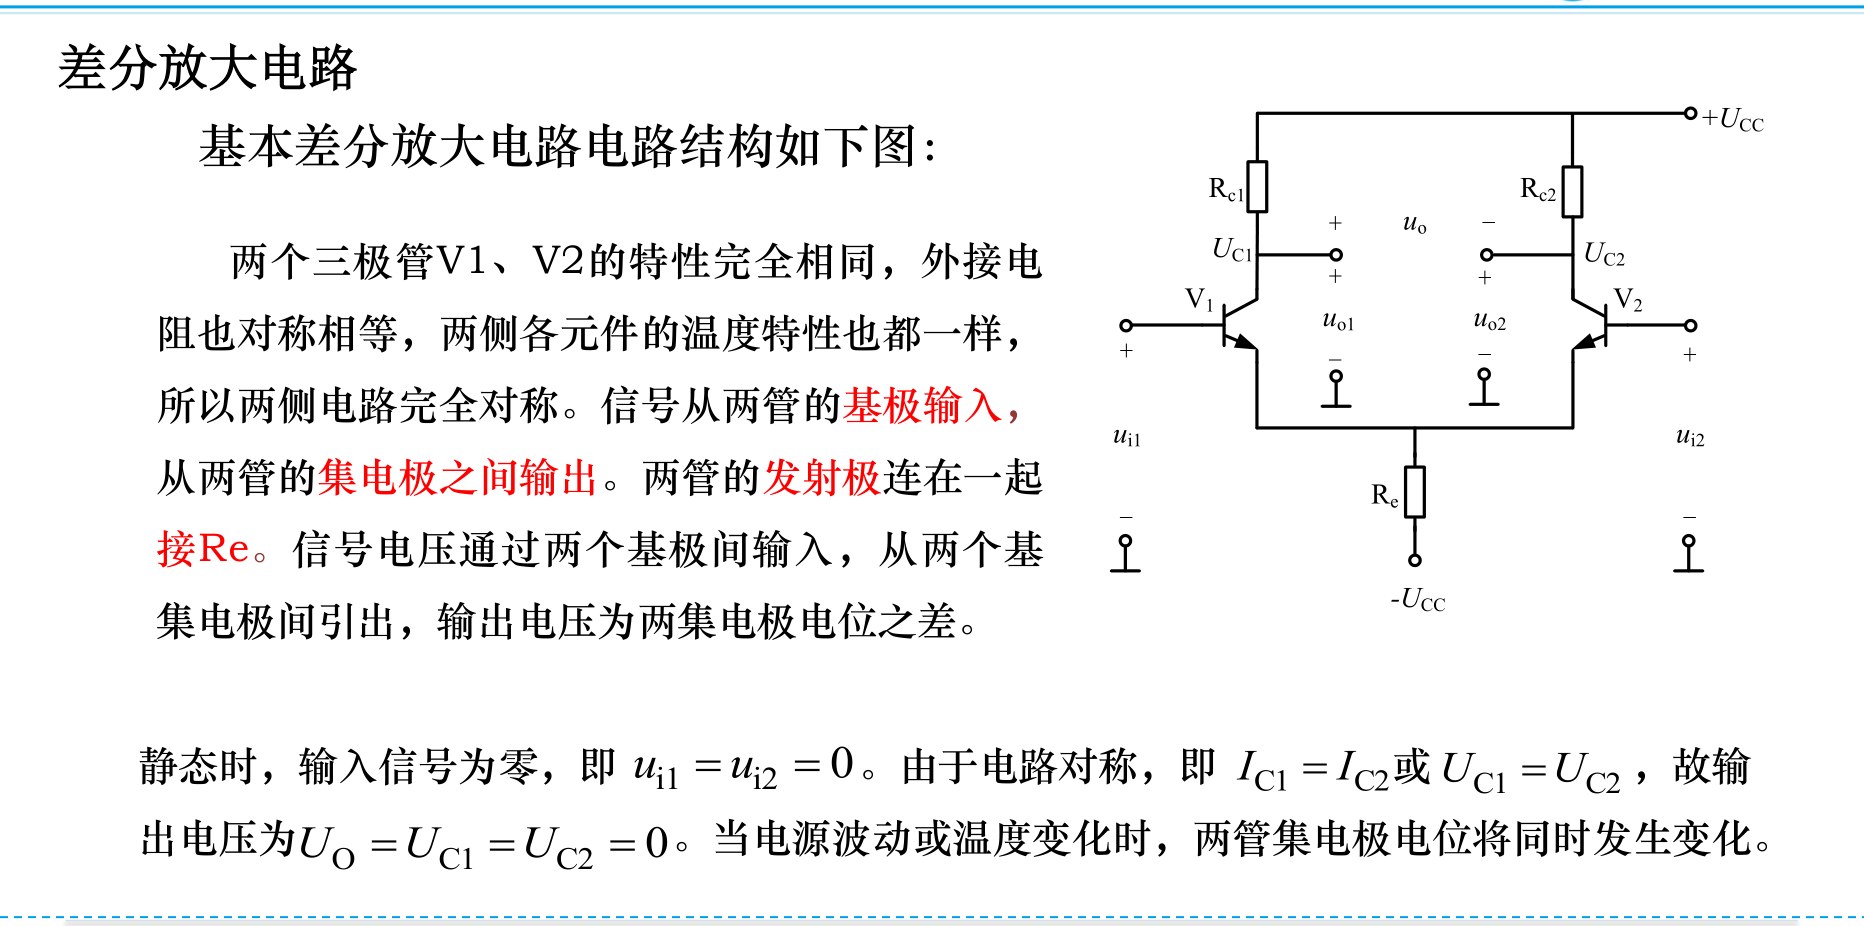 差分放大电路
基本差分放大电路电路结构如下图：
两个三极管V1、V2的特性完全相同，外接电
阻也对称相等，两侧各元件的温度特性也都一样，
所以两侧电路完全对称。信号从两管的基极输入，
从两管的集电极之间输出。两管的发射极连在一起
接Re。信号电压通过两个基极间输入，从两个基
集电极间引出，输出电压为两集电极电位之差。
+UCC
Rc1
Rc2
+ uo −
UC1
UC2
+
+
V1
V2
uo1
uo2
+
+
−
−
ui1
ui2
Re
−
−
-UCC
静态时，输入信号为零，即 ui1 = ui2 = 0。由于电路对称，即 IC1 = IC2或 UC1 = UC2 ，故输
出电压为UO = UC1 = UC2 = 0。当电源波动或温度变化时，两管集电极电位将同时发生变化。